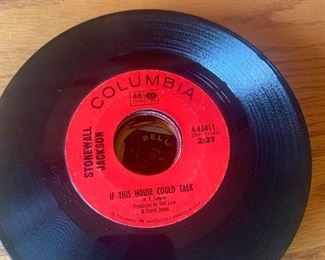 COLUMBIA
45
4-43411
2:37
STONEWALL
JACKSON
BELL
IF THIS HOUSE COULD TALK
Produced by Don Law
& Frank Jones